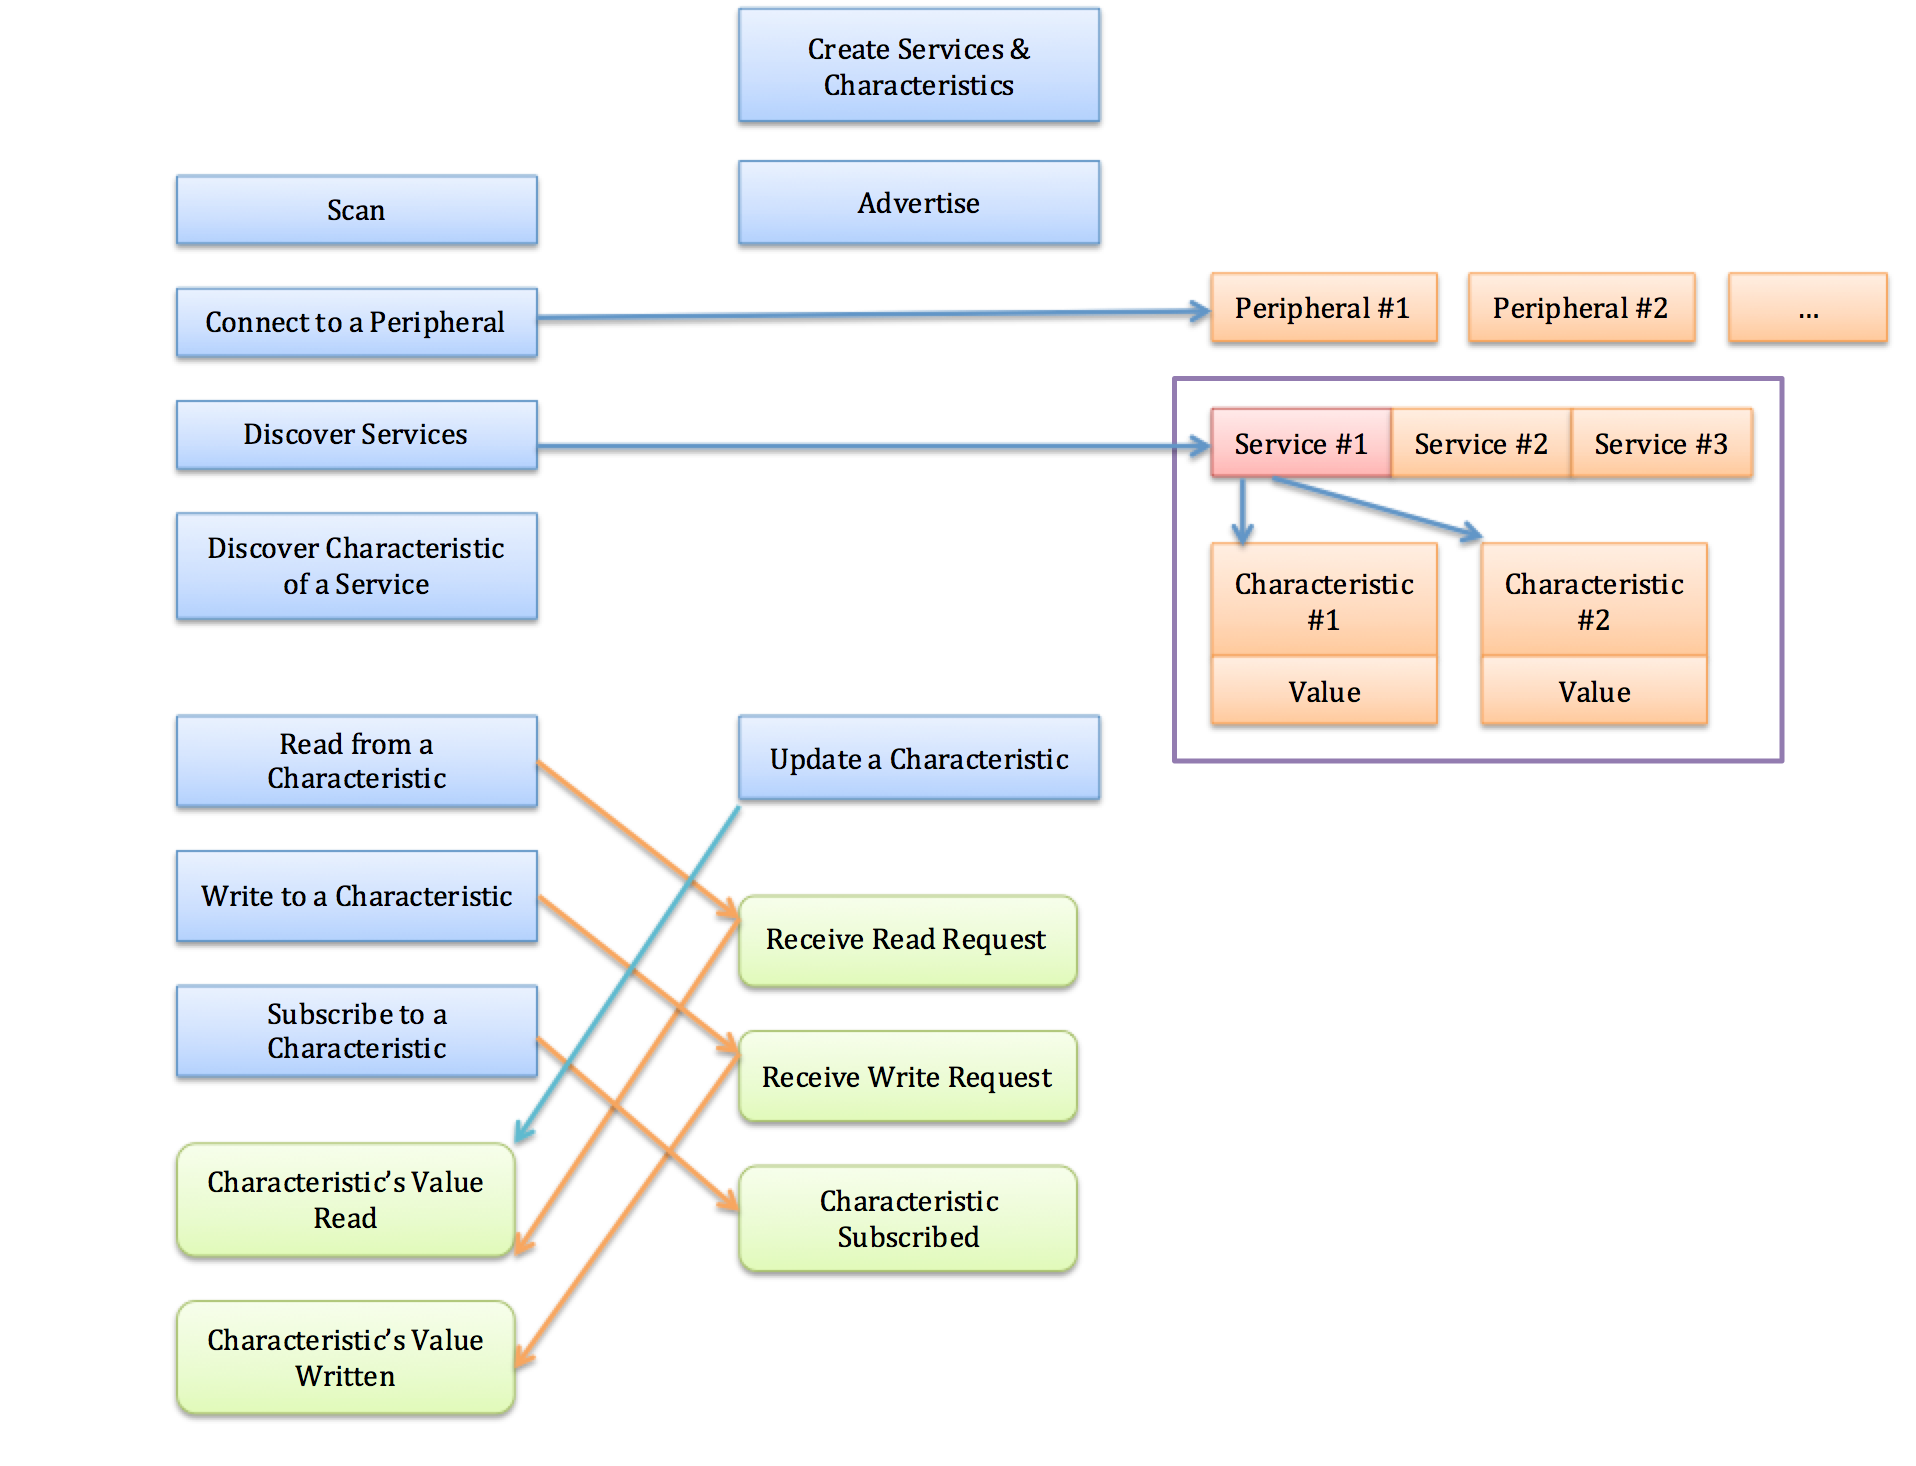 Create Services &
Characteristics
Scan
Advertise
Connect to a Peripheral
Peripheral #1
Peripheral #2
...
Discover Services
Service #1
Service #2
Service #3
Discover Characteristic
of a Service
Characteristic
#1
Value
Characteristic
#2
Value
Read from a
Characteristic
Update a Characteristic
Write to a Characteristic
Receive Read Request
Subscribe to a
Characteristic
Receive Write Request
Characteristic’s Value
Read
Characteristic
Subscribed
Characteristic’s Value
Written